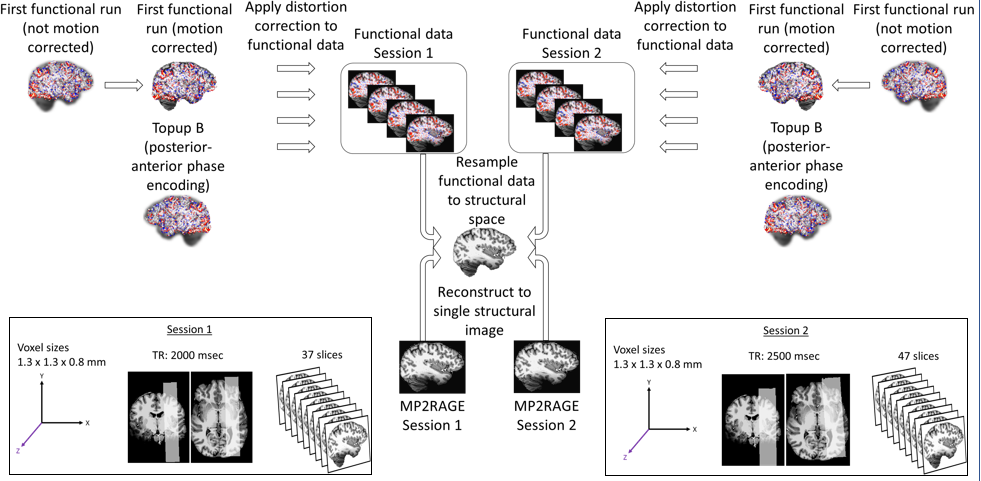 First functional run
(not motion
corrected)
First functional
run (motion
corrected)
Apply distortion
correction to
functional data
Functional data
Session 1
Functional data
Session 2
Apply distortion
correction to
functional data
First functional
run (motion
corrected)
First functional run
(not motion
corrected)
Topup B
(posterior-
anterior phase
encoding)
Resample
functional data
to structural
space
Topup B
(posterior-
anterior phase
encoding)
Reconstruct to
single structural
image
MP2RAGE
Session 1
MP2RAGE
Session 2
Session 1
Voxel sizes
1.3 x 1.3 x 0.8 mm
TR: 2000 msec
37 slices
Y
X
Z
Session 2
Voxel sizes
1.3 x 1.3 x 0.8 mm
TR: 2500 msec
47 slices
Y
X
Z